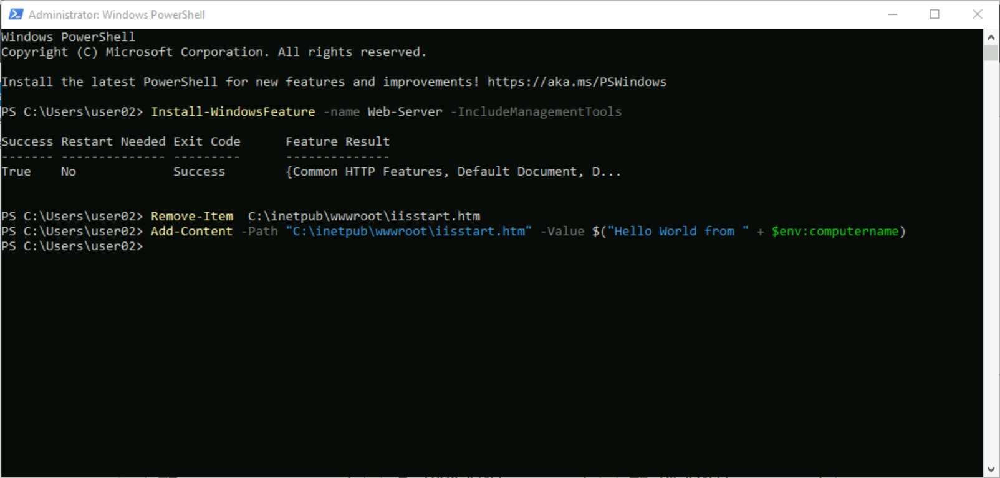 Administrator: Windows PowerShell
Windows PowerShell
Copyright (C) Microsoft Corporation. All rights reserved.
Install the latest PowerShell for new features and improvements! https://aka.ms/PSWindows
PS C:\Users\user02> Install-WindowsFeature -name Web-Server -IncludeManagementTools
Success Restart Needed Exit Code      Feature Result
------- -------------- ---------      --------------
True    No             Success        {Common HTTP Features, Default Document, D...
PS C:\Users\user02> Remove-Item  C:\inetpub\wwwroot\iisstart.htm
PS C:\Users\user02> Add-Content -Path "C:\inetpub\wwwroot\iisstart.htm" -Value $("Hello World from " + $env:computername)
PS C:\Users\user02>